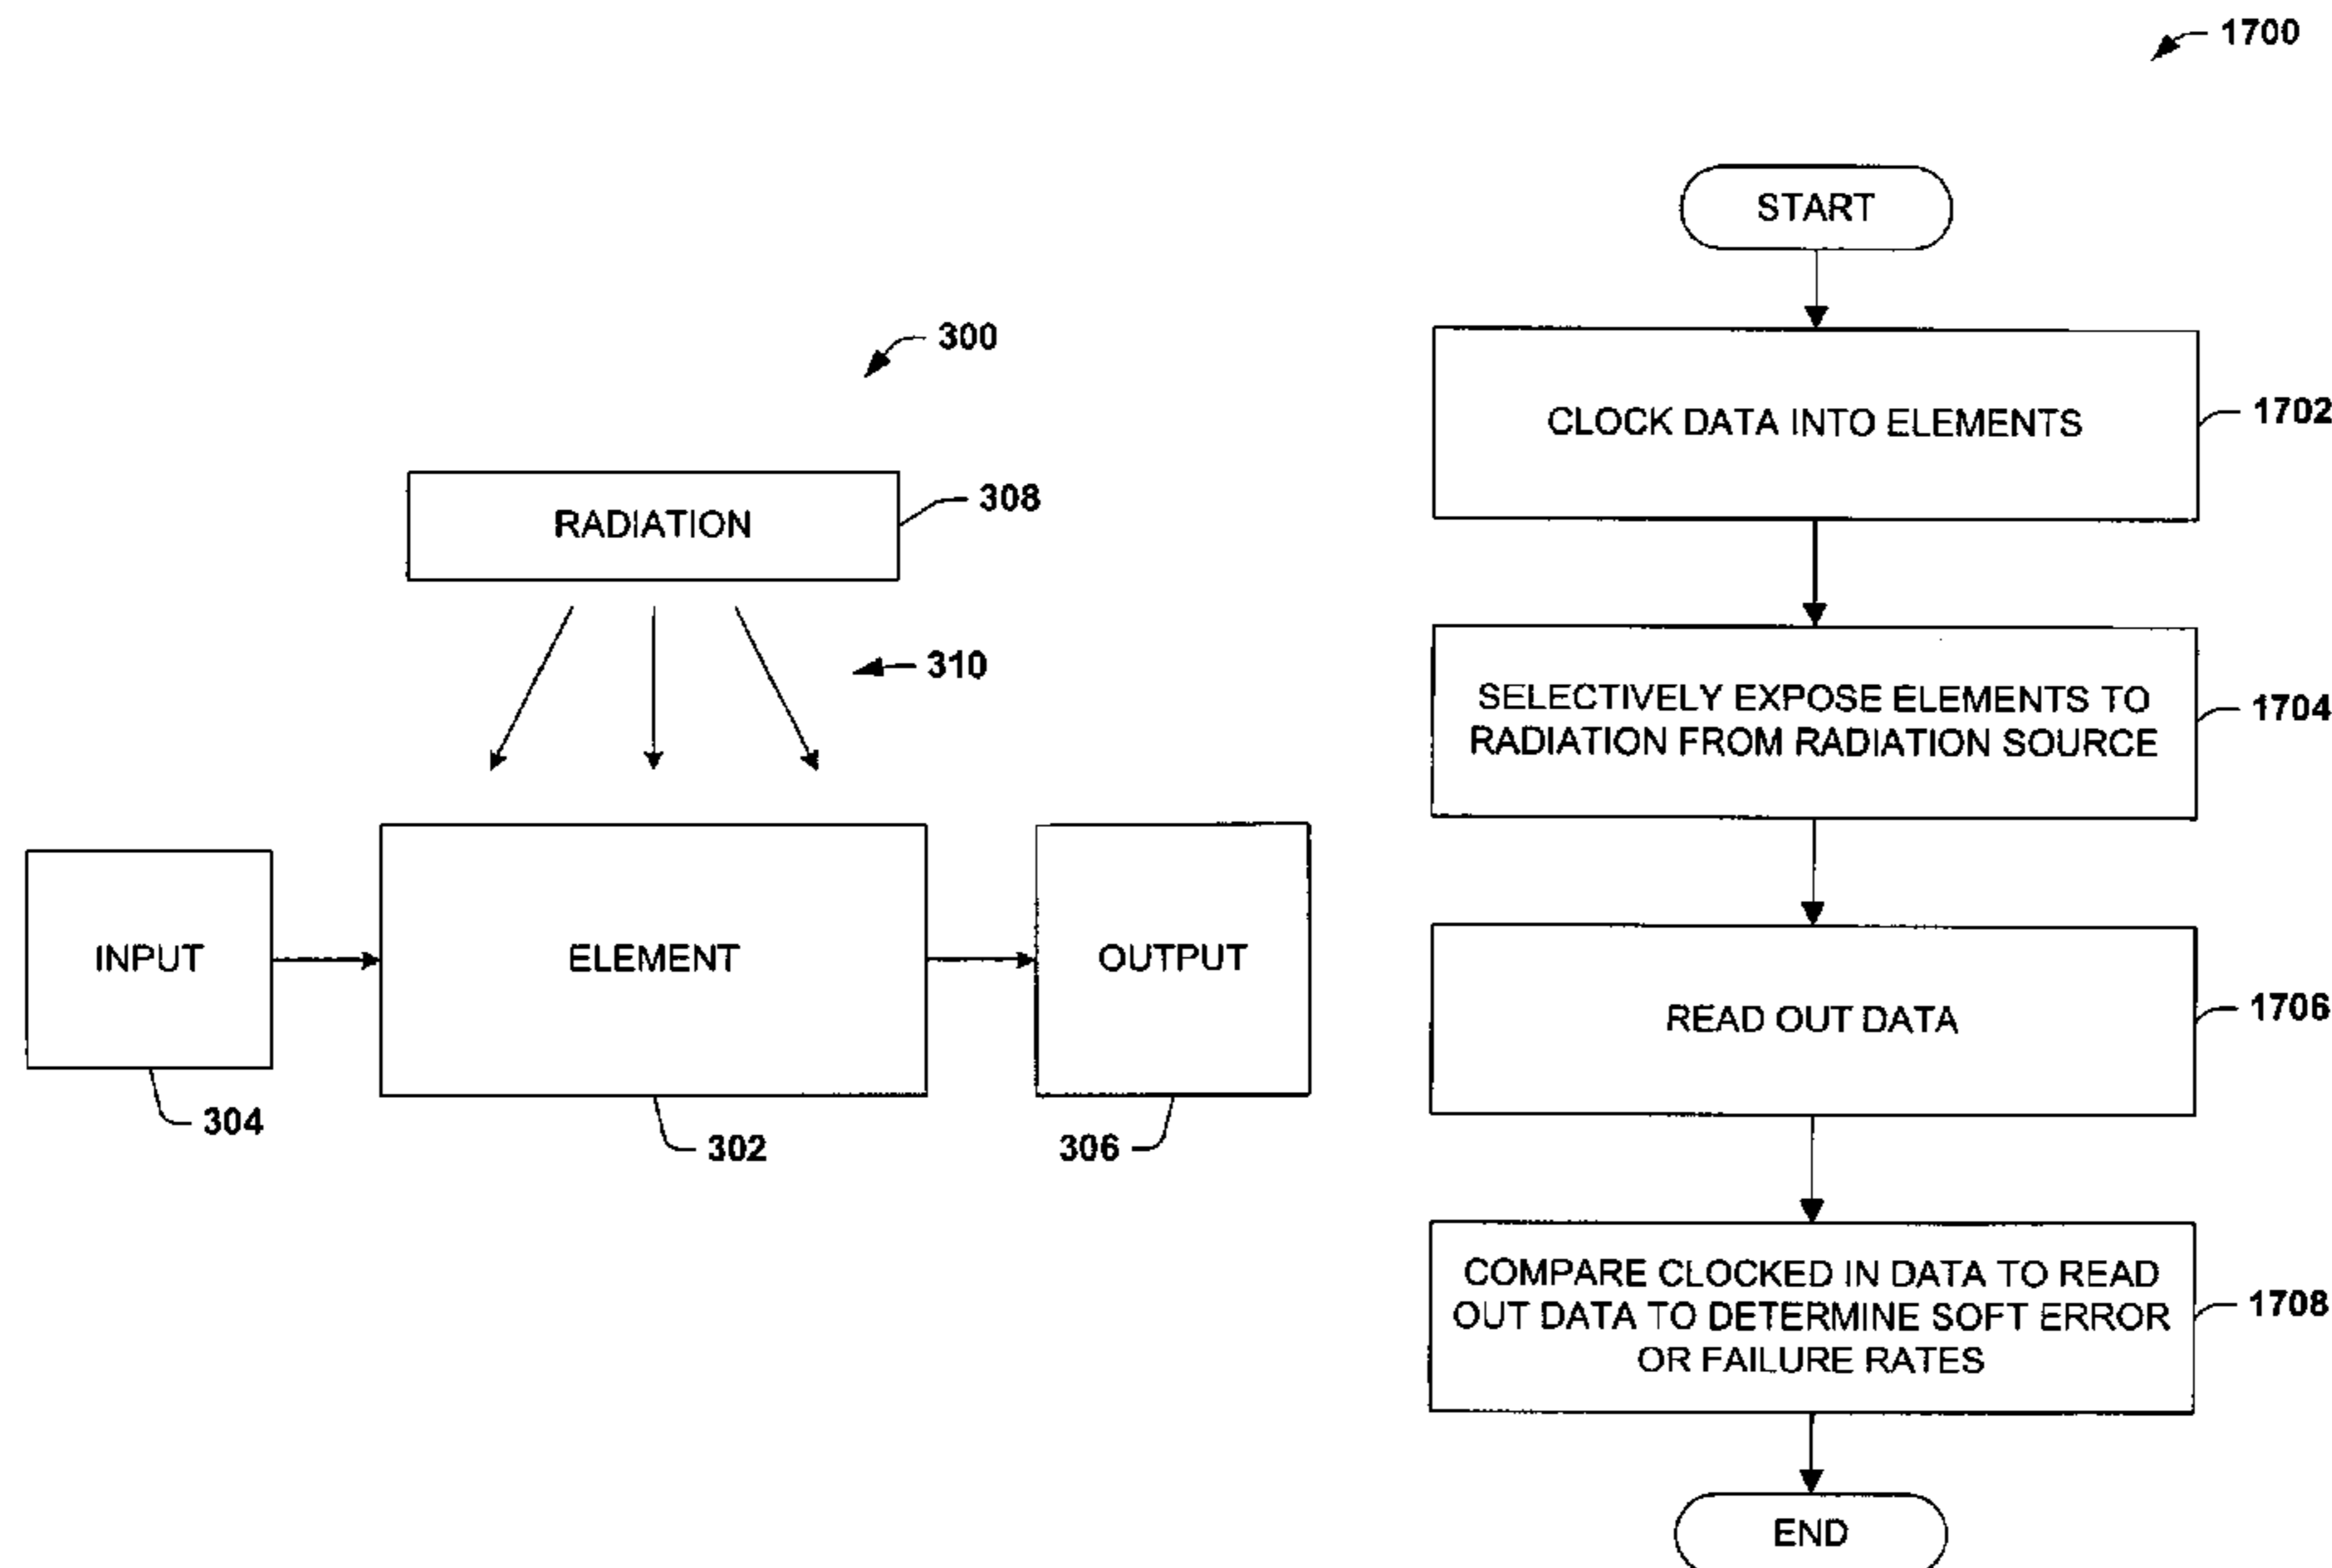 300
RADIATION
308
310
INPUT
ELEMENT
OUTPUT
304
302
306
1700
START
CLOCK DATA INTO ELEMENTS
1702
SELECTIVELY EXPOSE ELEMENTS TO
RADIATION FROM RADIATION SOURCE
1704
READ OUT DATA
1706
COMPARE CLOCKED IN DATA TO READ
OUT DATA TO DETERMINE SOFT ERROR
OR FAILURE RATES
1708
END